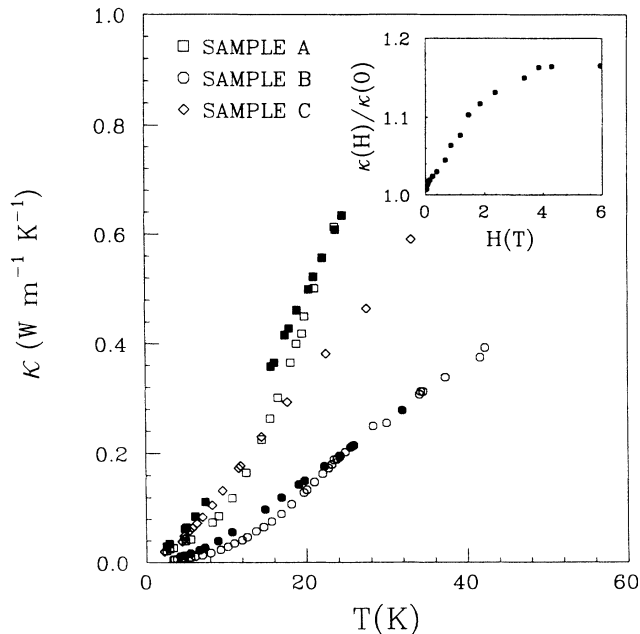 1.0
0.8
0.6
0.4
0.2
0.0
κ (W m⁻¹ K⁻¹)
□ SAMPLE A
○ SAMPLE B
◇ SAMPLE C
1.2
1.1
1.0
κ(H)/κ(0)
0 2 4 6
H(T)
0 20 40 60
T(K)